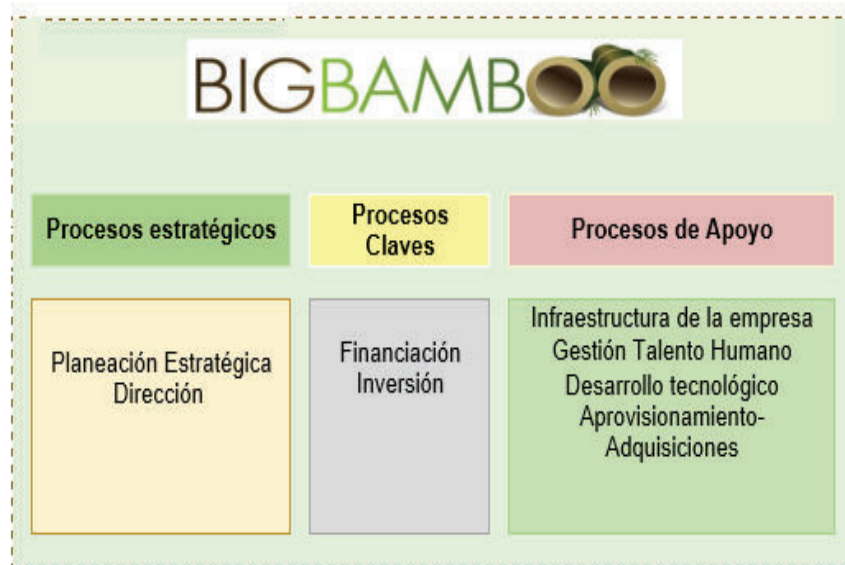 BIGBAMBOO
Procesos estratégicos
Procesos
Claves
Procesos de Apoyo
Planeación Estratégica
Dirección
Financiación
Inversión
Infraestructura de la empresa
Gestión Talento Humano
Desarrollo tecnológico
Aprovisionamiento-
Adquisiciones